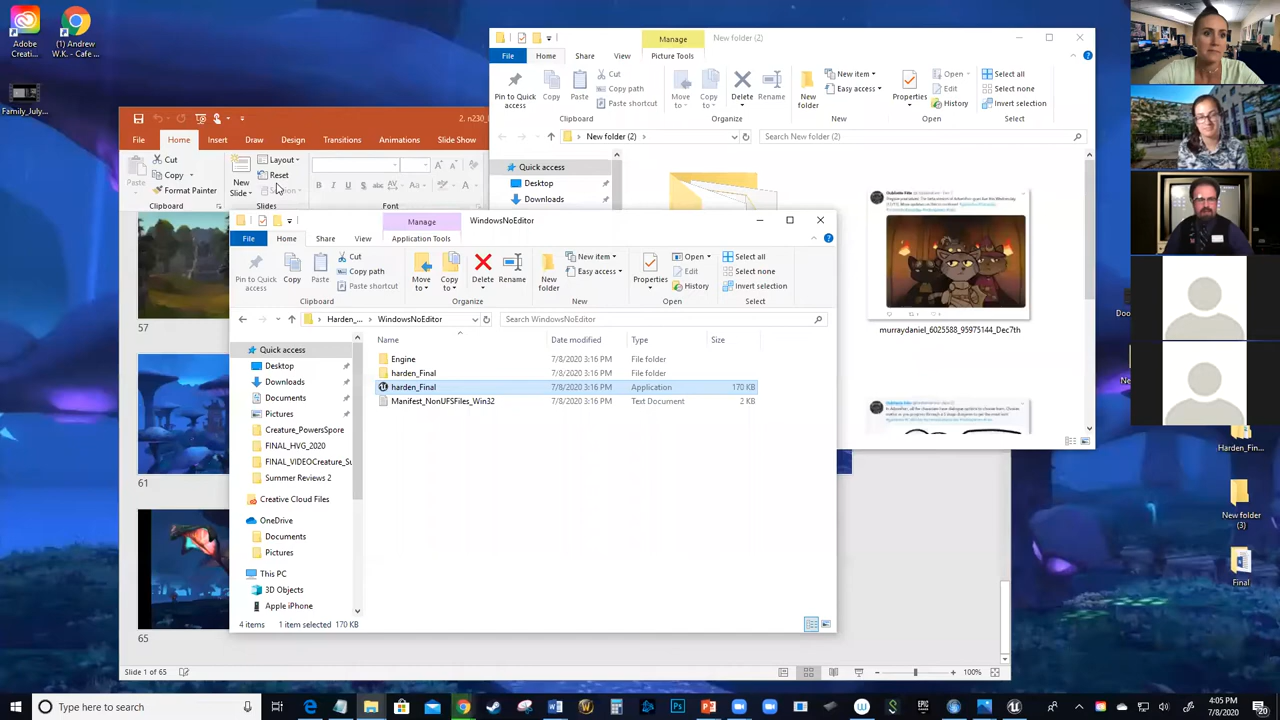 Adobe
Creati...
(1) Andrew
W.K. - Cafe ...
Family July...
2. n230_
File
Home
Insert
Draw
Design
Transitions
Animations
Paste
Cut
Copy
Format Painter
Clipboard
New
Slide
Layout
Reset
Section
Slides
Font
57
61
65
Slide 1 of 65
100%
Manage
New folder (2)
File
Home
Share
View
Picture Tools
Pin to Quick
access
Copy
Paste
Cut
Copy path
Paste shortcut
Clipboard
Move
to
Copy
to
Delete
Rename
Organize
New
folder
New item
Easy access
New
Properties
Open
Edit
History
Open
Select all
Select none
Invert selection
Select
New folder (2)
Search New folder (2)
Quick access
Desktop
Downloads
murraydaniel_6025588_95975144_Dec7th
Manage
WindowsNoEditor
File
Home
Share
View
Application Tools
Pin to Quick
access
Copy
Paste
Cut
Copy path
Paste shortcut
Clipboard
Move
to
Copy
to
Delete
Rename
Organize
New
folder
New item
Easy access
New
Properties
Open
Edit
History
Open
Select all
Select none
Invert selection
Select
Harden_...
WindowsNoEditor
Search WindowsNoEditor
Name
Date modified
Type
Size
Engine
7/8/2020 3:16 PM
File folder
harden_Final
7/8/2020 3:16 PM
File folder
harden_Final
7/8/2020 3:16 PM
Application
170 KB
Manifest_NonUFSFiles_Win32
7/8/2020 3:16 PM
Text Document
2 KB
Quick access
Desktop
Downloads
Documents
Pictures
Creature_PowersSpore
FINAL_HVG_2020
FINAL_VIDEOCreature_Su
Summer Reviews 2
Creative Cloud Files
OneDrive
Documents
Pictures
This PC
3D Objects
Apple iPhone
4 items
1 item selected 170 KB
Harden_Fin...
New folder
(3)
Final
Type here to search
4:05 PM
7/8/2020
20